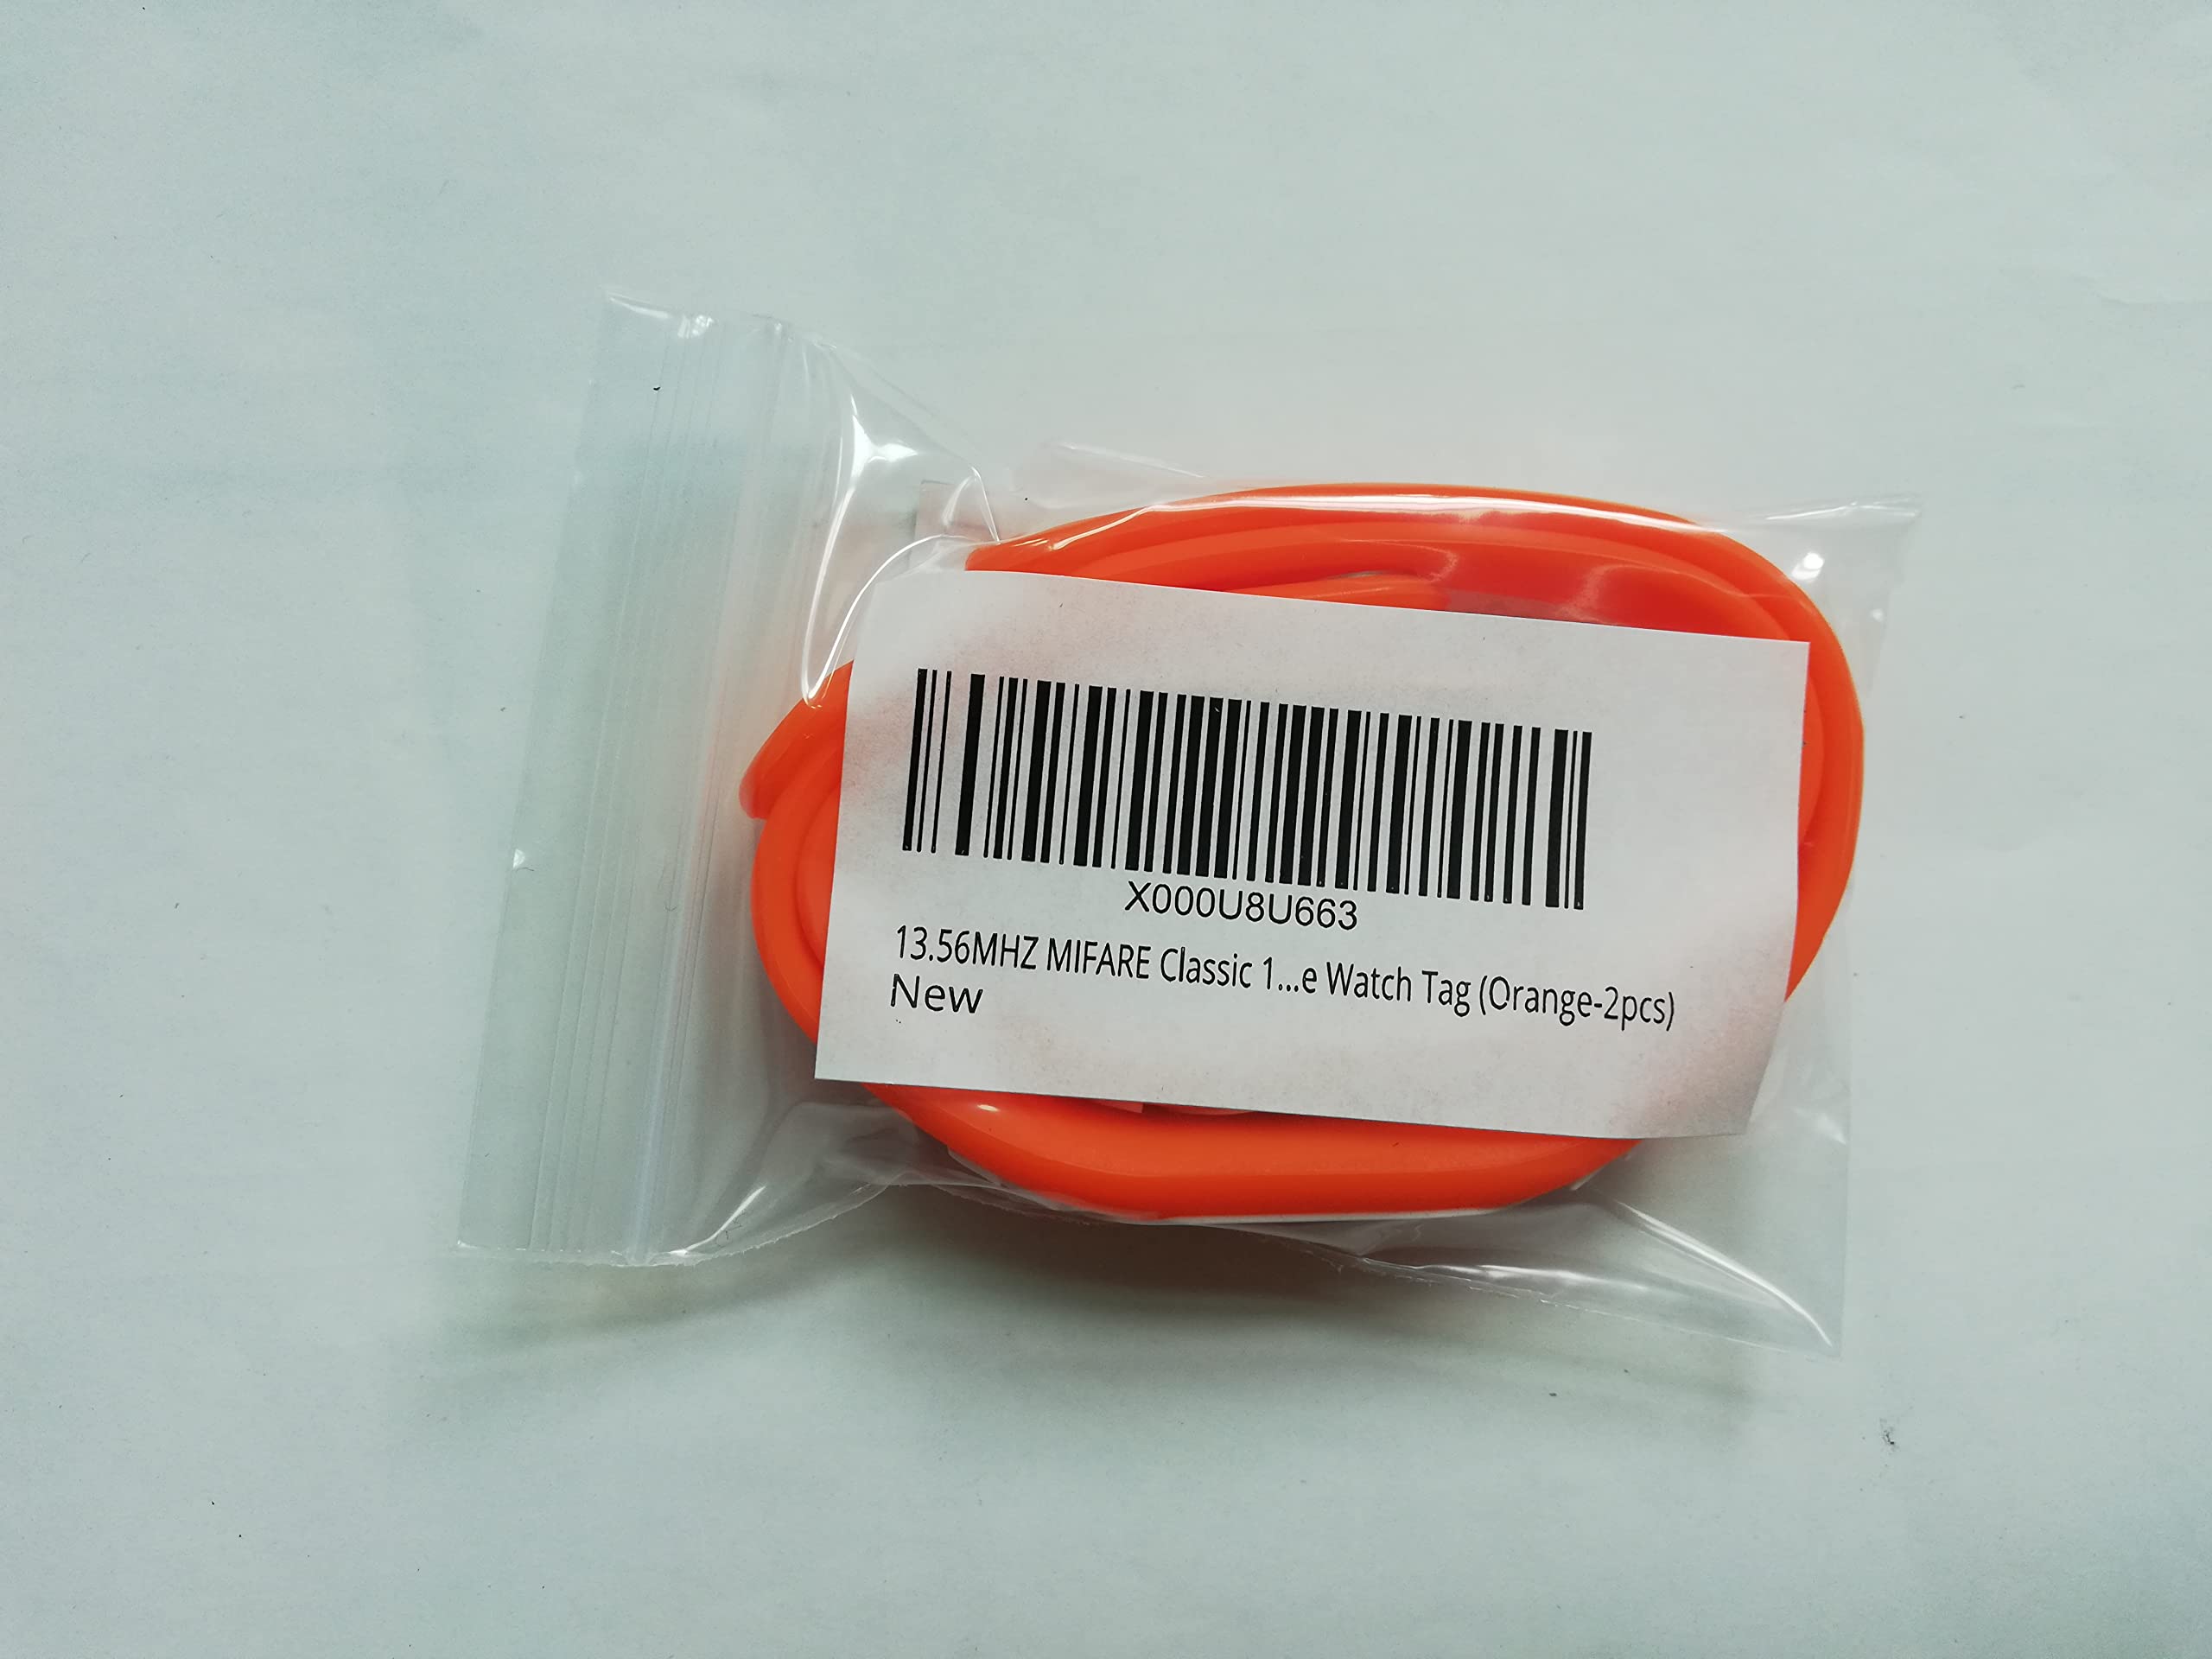 X000U8U663
13.56MHZ MIFARE Classic 1...e Watch Tag (Orange-2pcs)
New